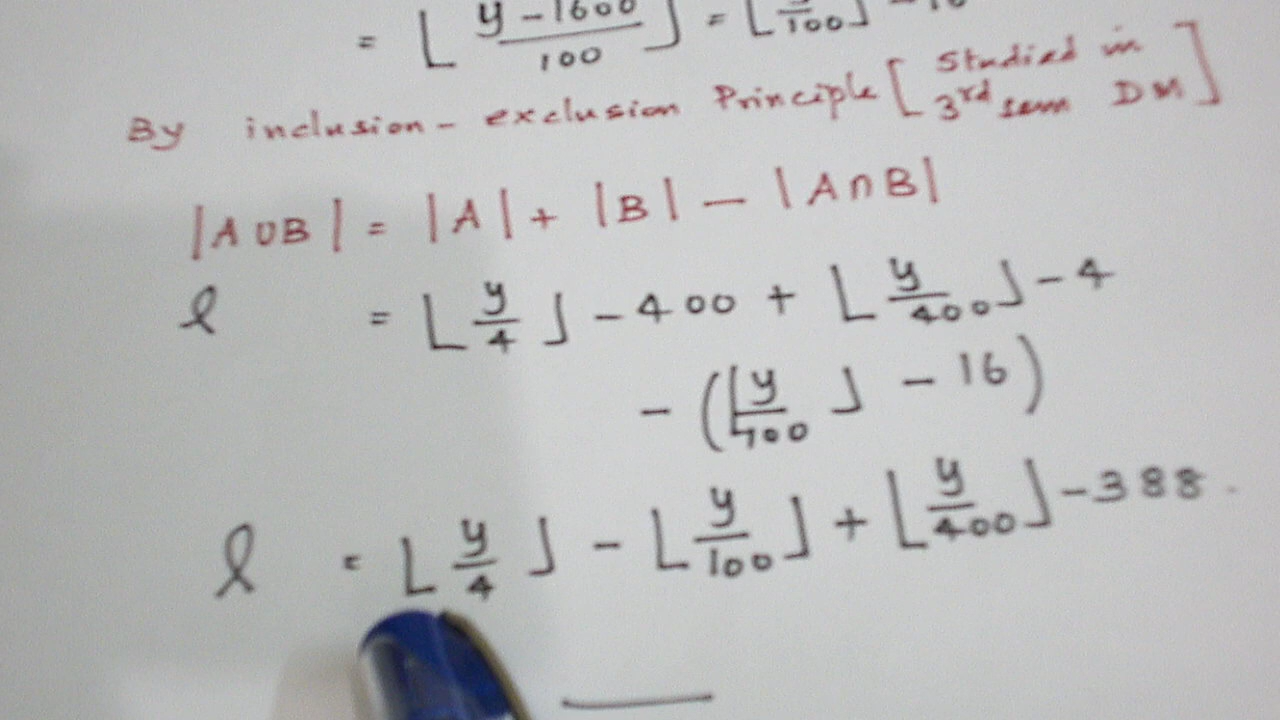 = ⌊ y - 1600 / 100 ⌋ = ⌊ y / 100 ⌋ - 16
By inclusion - exclusion Principle [ Studied in 3rd sem DM ]
|A ∪ B| = |A| + |B| - |A ∩ B|
l = ⌊ y / 4 ⌋ - 400 + ⌊ y / 400 ⌋ - 4
- ( ⌊ y / 100 ⌋ - 16 )
l = ⌊ y / 4 ⌋ - ⌊ y / 100 ⌋ + ⌊ y / 400 ⌋ - 388.